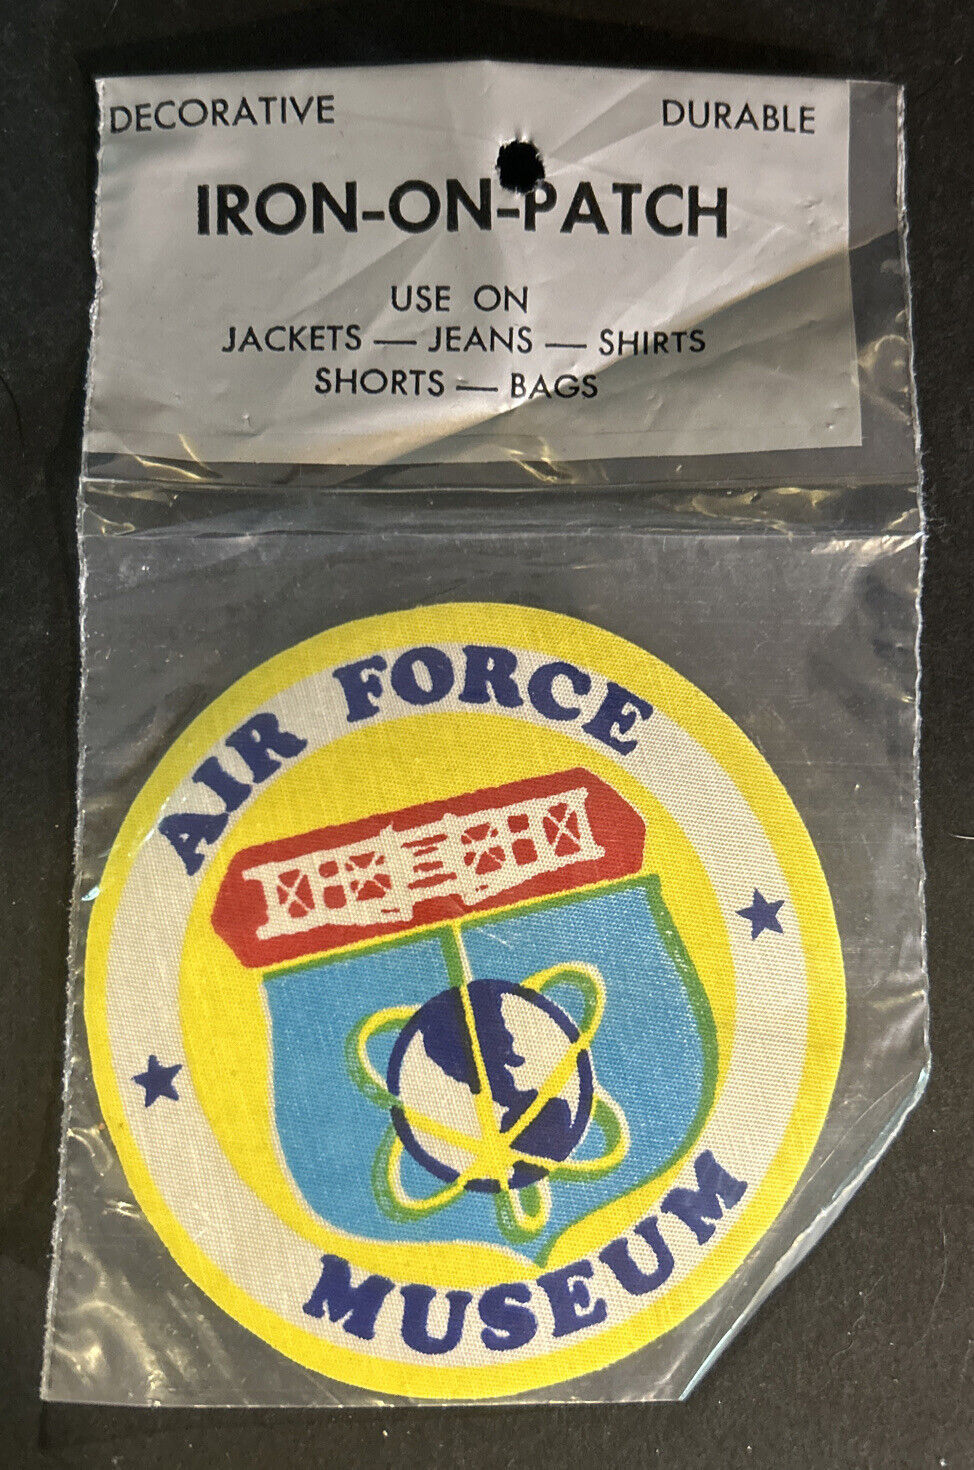 DECORATIVE DURABLE
IRON-ON-PATCH
USE ON
JACKETS — JEANS — SHIRTS
SHORTS — BAGS
AIR FORCE
MUSEUM